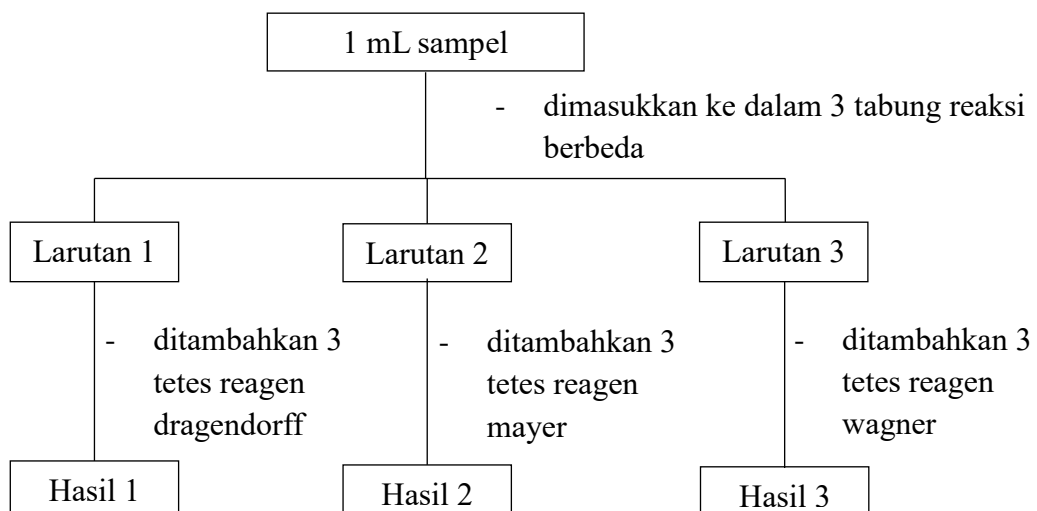 1 mL sampel
- dimasukkan ke dalam 3 tabung reaksi
berbeda
Larutan 1
Larutan 2
Larutan 3
- ditambahkan 3
tetes reagen
dragendorff
- ditambahkan 3
tetes reagen
mayer
- ditambahkan 3
tetes reagen
wagner
Hasil 1
Hasil 2
Hasil 3